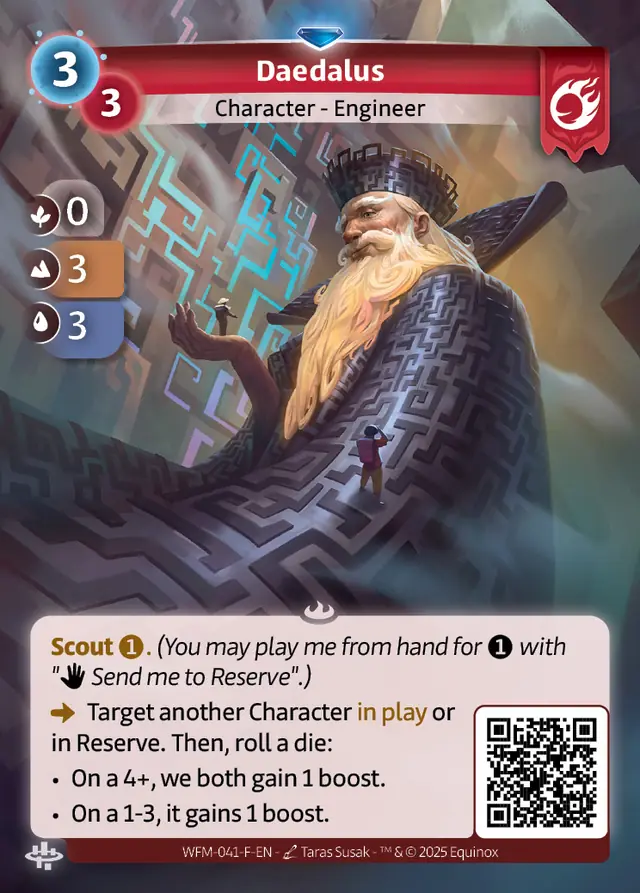 3
Daedalus
3
Character - Engineer
0
3
3
Scout 1. (You may play me from hand for 1 with
"Send me to Reserve".)
Target another Character in play or
in Reserve. Then, roll a die:
• On a 4+, we both gain 1 boost.
• On a 1-3, it gains 1 boost.
WFM-041-F-EN - Taras Susak - ™ & © 2025 Equinox